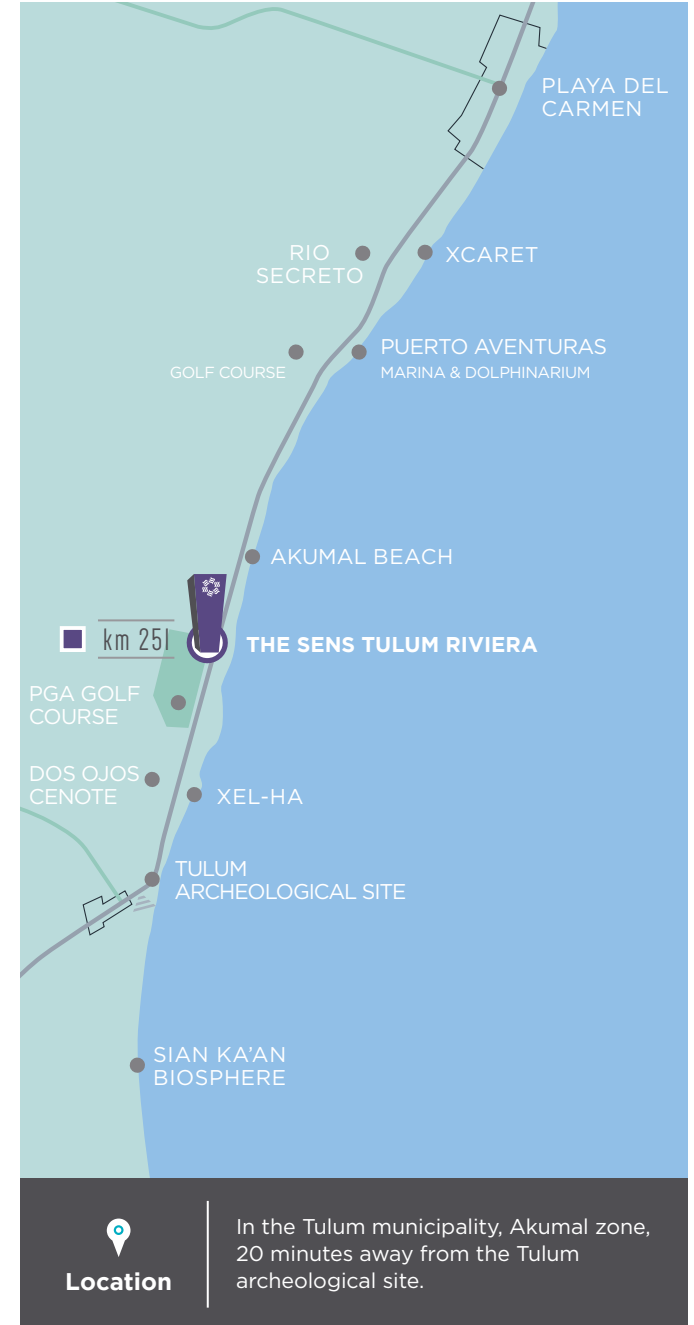 PLAYA DEL
CARMEN
RIO
SECRETO
XCARET
PUERTO AVENTURAS
MARINA & DOLPHINARIUM
GOLF COURSE
AKUMAL BEACH
km 251
THE SENS TULUM RIVIERA
PGA GOLF
COURSE
DOS OJOS
CENOTE
XEL-HA
TULUM
ARCHEOLOGICAL SITE
SIAN KA’AN
BIOSPHERE
Location
In the Tulum municipality, Akumal zone,
20 minutes away from the Tulum
archeological site.